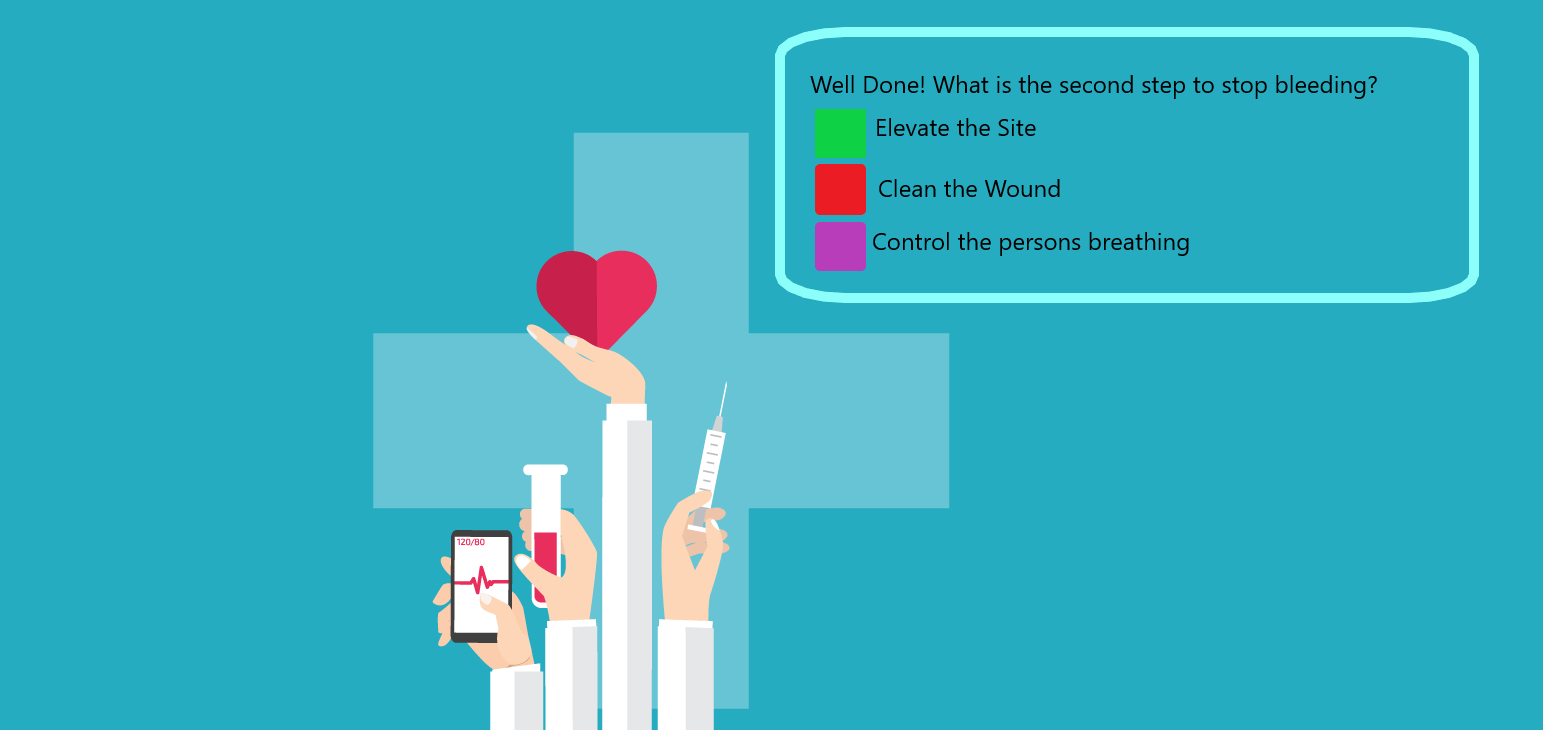 Well Done! What is the second step to stop bleeding?
Elevate the Site
Clean the Wound
Control the persons breathing
120/80